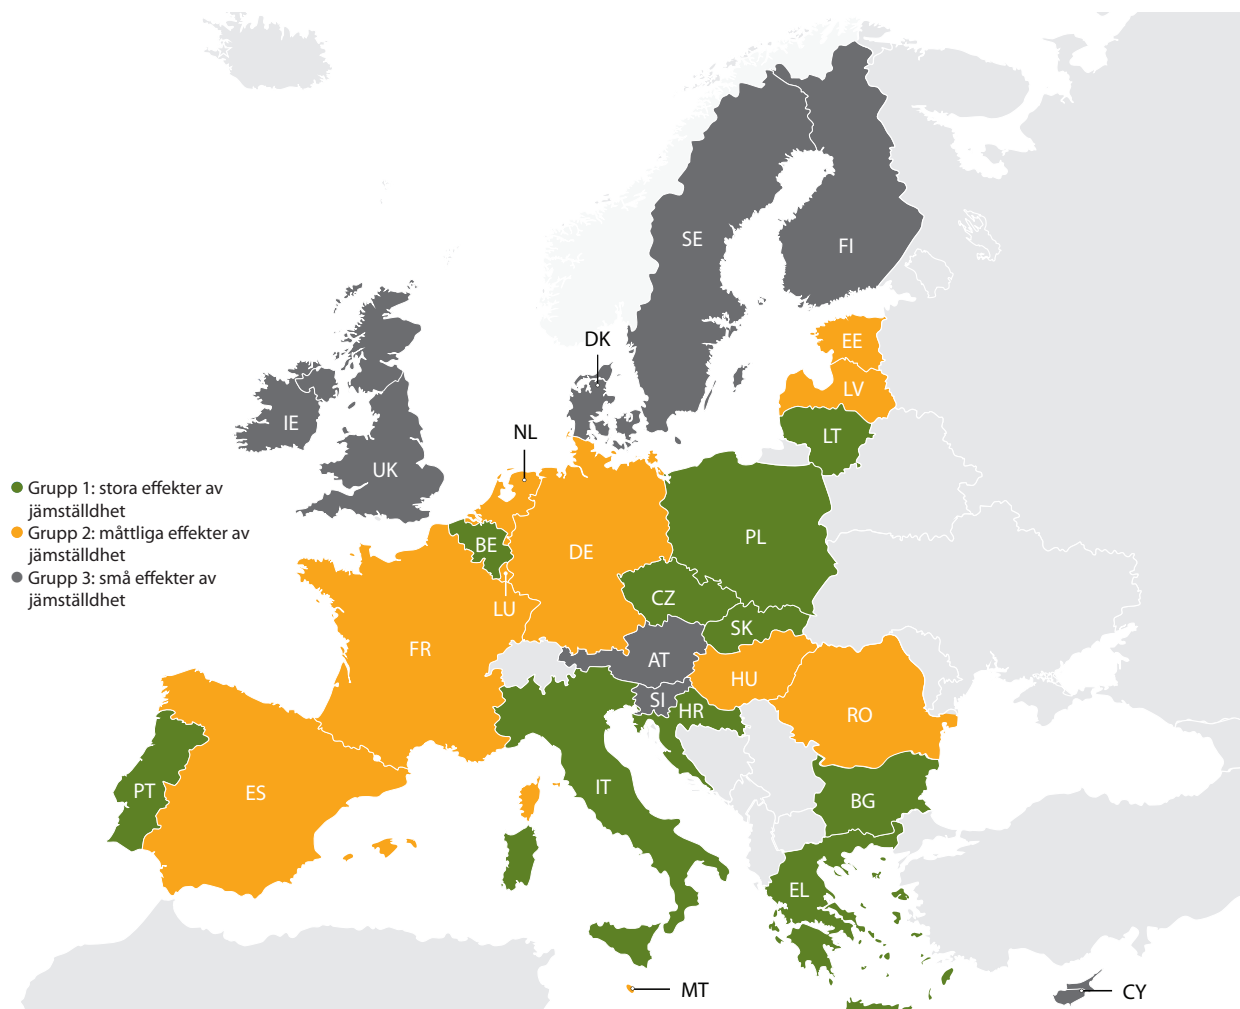 SE
FI
DK
EE
LV
LT
IE
UK
NL
Grupp 1: stora effekter av
jämställdhet
Grupp 2: måttliga effekter av
jämställdhet
Grupp 3: små effekter av
jämställdhet
BE
DE
PL
LU
CZ
SK
FR
AT
HU
SI
HR
RO
PT
ES
IT
BG
EL
MT
CY